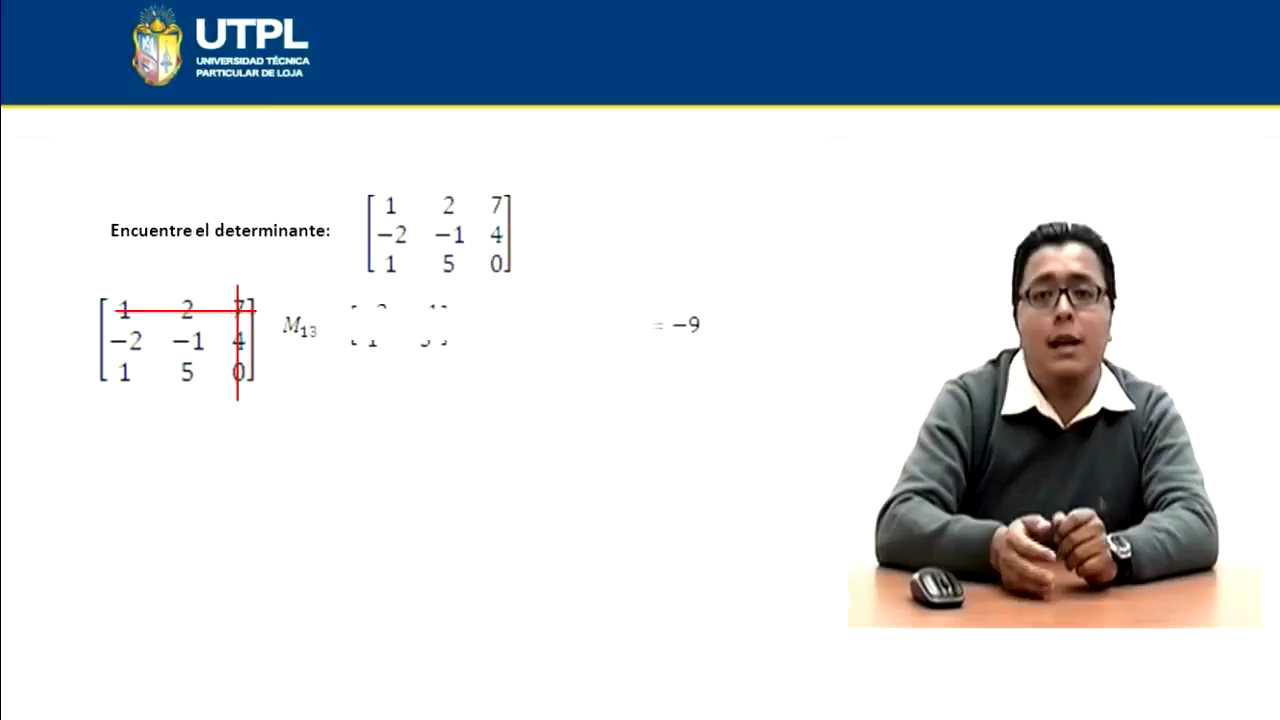 UTPL
UNIVERSIDAD TÉCNICA
PARTICULAR DE LOJA
Encuentre el determinante:
1 2 7
−2 −1 4
1 5 0
1 2 7
−2 −1 4
1 5 0
M13
= −9